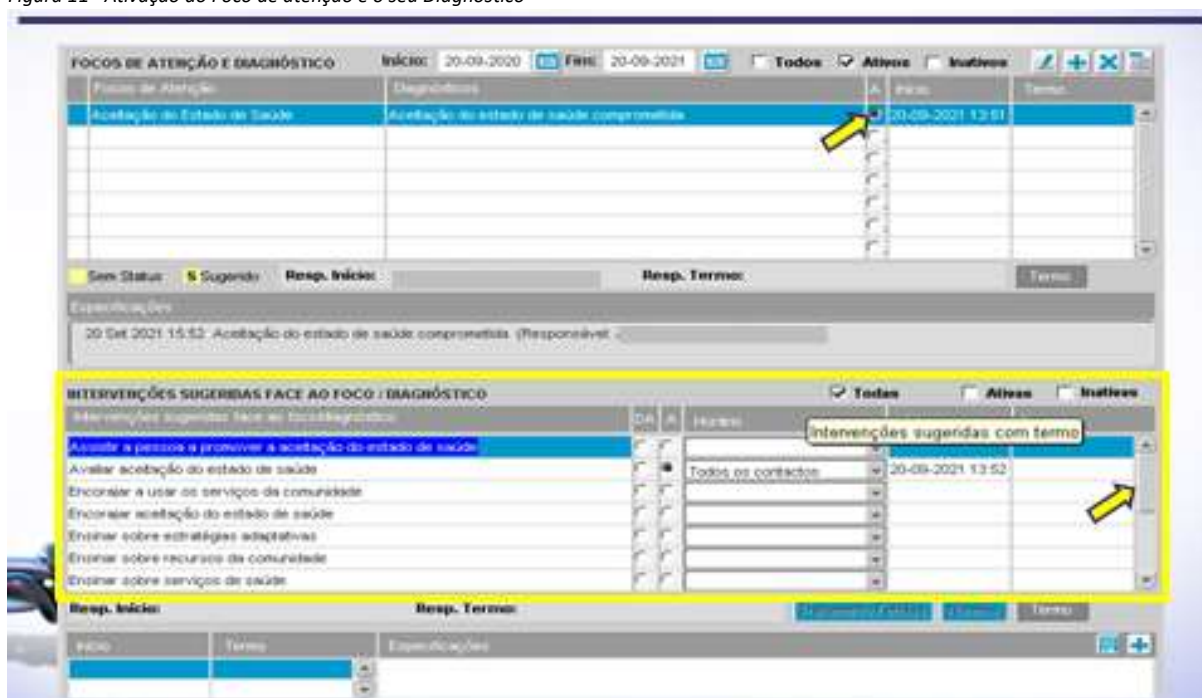 Figura 11 - Ativação do Foco de atenção e o seu Diagnóstico
FOCOS DE ATENÇÃO E DIAGNÓSTICO Início: 20-09-2020 Fim: 20-09-2021 Todos Ativos Inativos
Focos de Atenção Diagnósticos A Início Termo
Aceitação do Estado de Saúde Aceitação do estado de saúde comprometida 20-09-2021 13:51
Sem Status S Sugerido Resp. Início: Resp. Termo: Termo
Especificações
20 Set 2021 15:52 Aceitação do estado de saúde comprometida. (Responsável -
INTERVENÇÕES SUGERIDAS FACE AO FOCO / DIAGNÓSTICO Todas Ativas Inativas
Intervenções sugeridas face ao foco/diagnóstico DA A Horário
Intervenções sugeridas com termo
Assistir a pessoa a promover a aceitação do estado de saúde
Avaliar aceitação do estado de saúde Todos os contactos 20-09-2021 13:52
Encorajar a usar os serviços da comunidade
Encorajar aceitação do estado de saúde
Ensinar sobre estratégias adaptativas
Ensinar sobre recursos da comunidade
Ensinar sobre serviços de saúde
Resp. Início: Resp. Termo: Termo
Início Termo Especificações